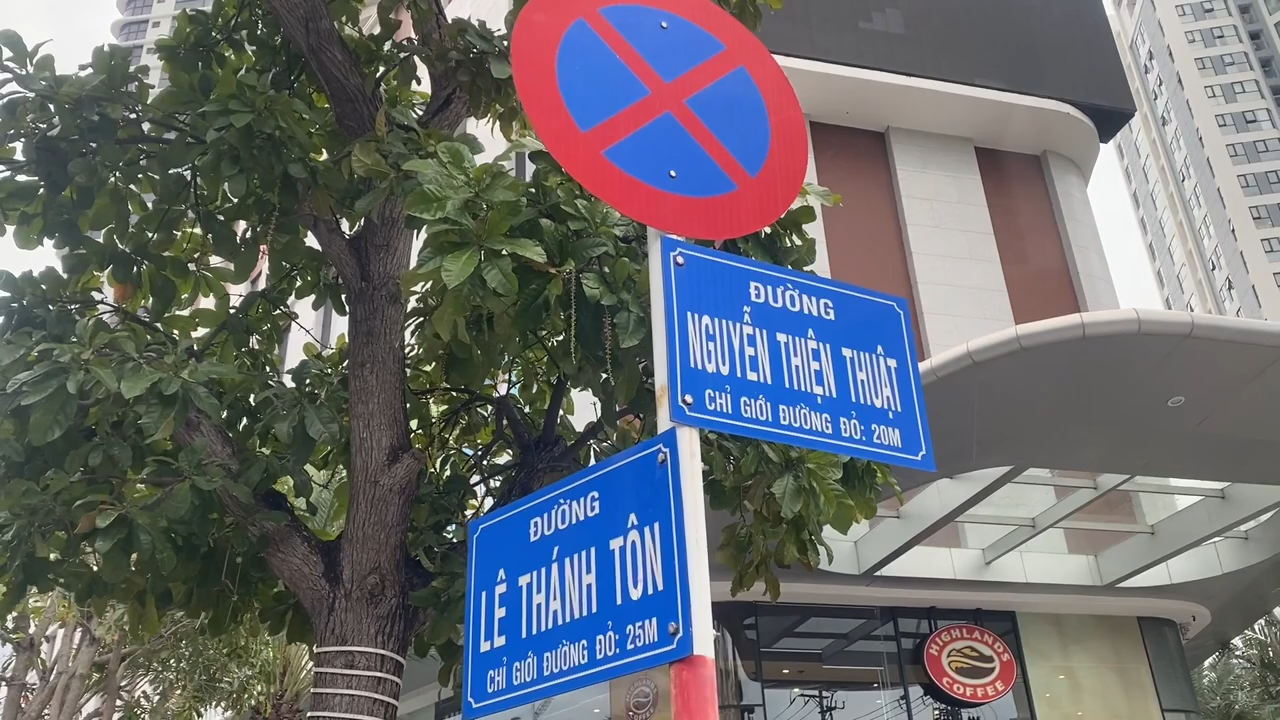 ĐƯỜNG
NGUYỄN THIỆN THUẬT
CHỈ GIỚI ĐƯỜNG ĐỎ: 20M
ĐƯỜNG
LÊ THÁNH TÔN
CHỈ GIỚI ĐƯỜNG ĐỎ: 25M
HIGHLANDS
COFFEE